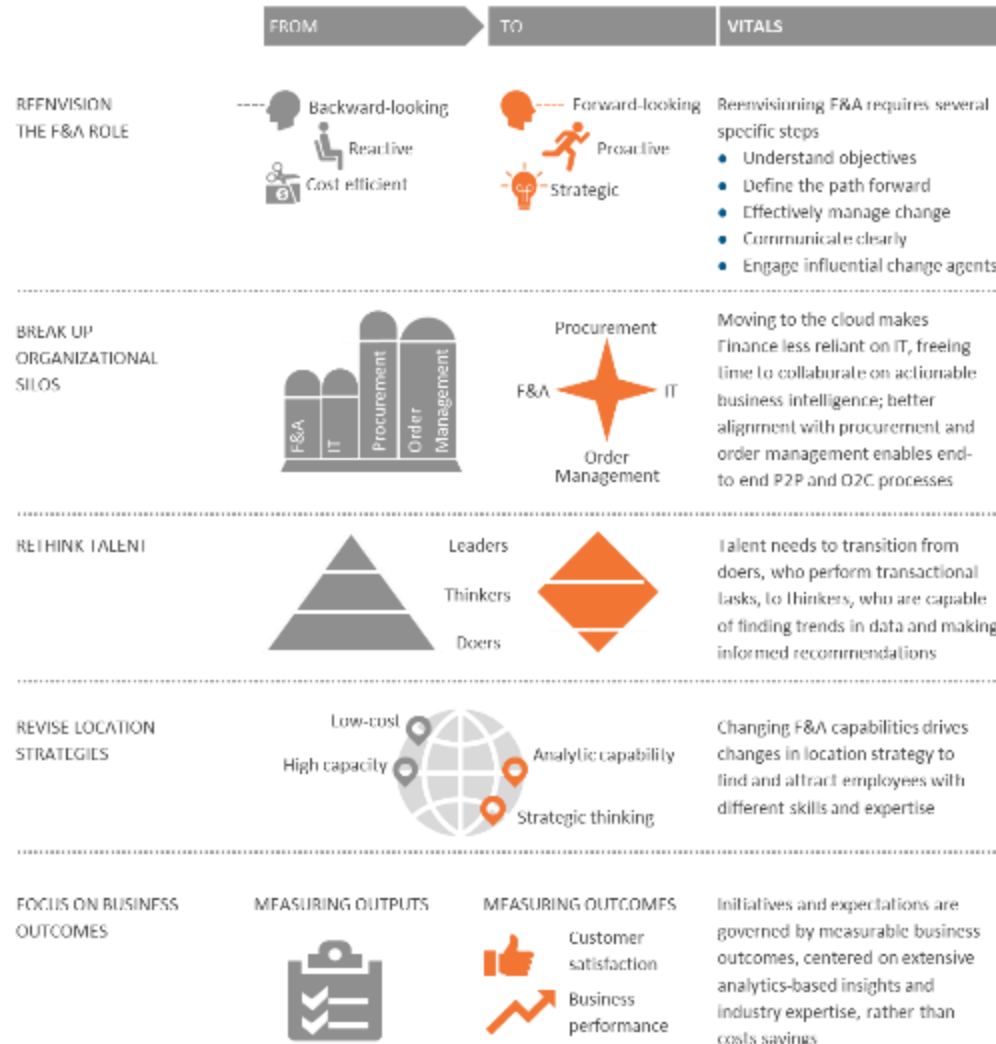 FROM
TO
VITALS
REENVISION
THE F&A ROLE
Backward-looking
Reactive
Cost efficient
Forward-looking
Proactive
Strategic
Reenvisioning F&A requires several
specific steps
• Understand objectives
• Define the path forward
• Effectively manage change
• Communicate clearly
• Engage influential change agents
BREAK UP
ORGANIZATIONAL
SILOS
F&A
IT
Procurement
Order
Management
Procurement
F&A
IT
Order
Management
Moving to the cloud makes
Finance less reliant on IT, freeing
time to collaborate on actionable
business intelligence; better
alignment with procurement and
order management enables end-
to end P2P and O2C processes
RETHINK TALENT
Leaders
Thinkers
Doers
Talent needs to transition from
doers, who perform transactional
tasks, to thinkers, who are capable
of finding trends in data and making
informed recommendations
REVISE LOCATION
STRATEGIES
Low-cost
High capacity
Analytic capability
Strategic thinking
Changing F&A capabilities drives
changes in location strategy to
find and attract employees with
different skills and expertise
FOCUS ON BUSINESS
OUTCOMES
MEASURING OUTPUTS
MEASURING OUTCOMES
Customer
satisfaction
Business
performance
Initiatives and expectations are
governed by measurable business
outcomes, centered on extensive
analytics-based insights and
industry expertise, rather than
costs savings